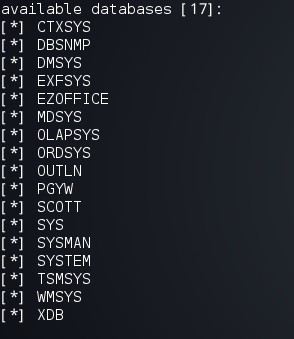 available databases [17]:
[*] CTXSYS
[*] DBSNMP
[*] DMSYS
[*] EXFSYS
[*] EZOFFICE
[*] MDSYS
[*] OLAPSYS
[*] ORDSYS
[*] OUTLN
[*] PGYW
[*] SCOTT
[*] SYS
[*] SYSMAN
[*] SYSTEM
[*] TSMSYS
[*] WMSYS
[*] XDB